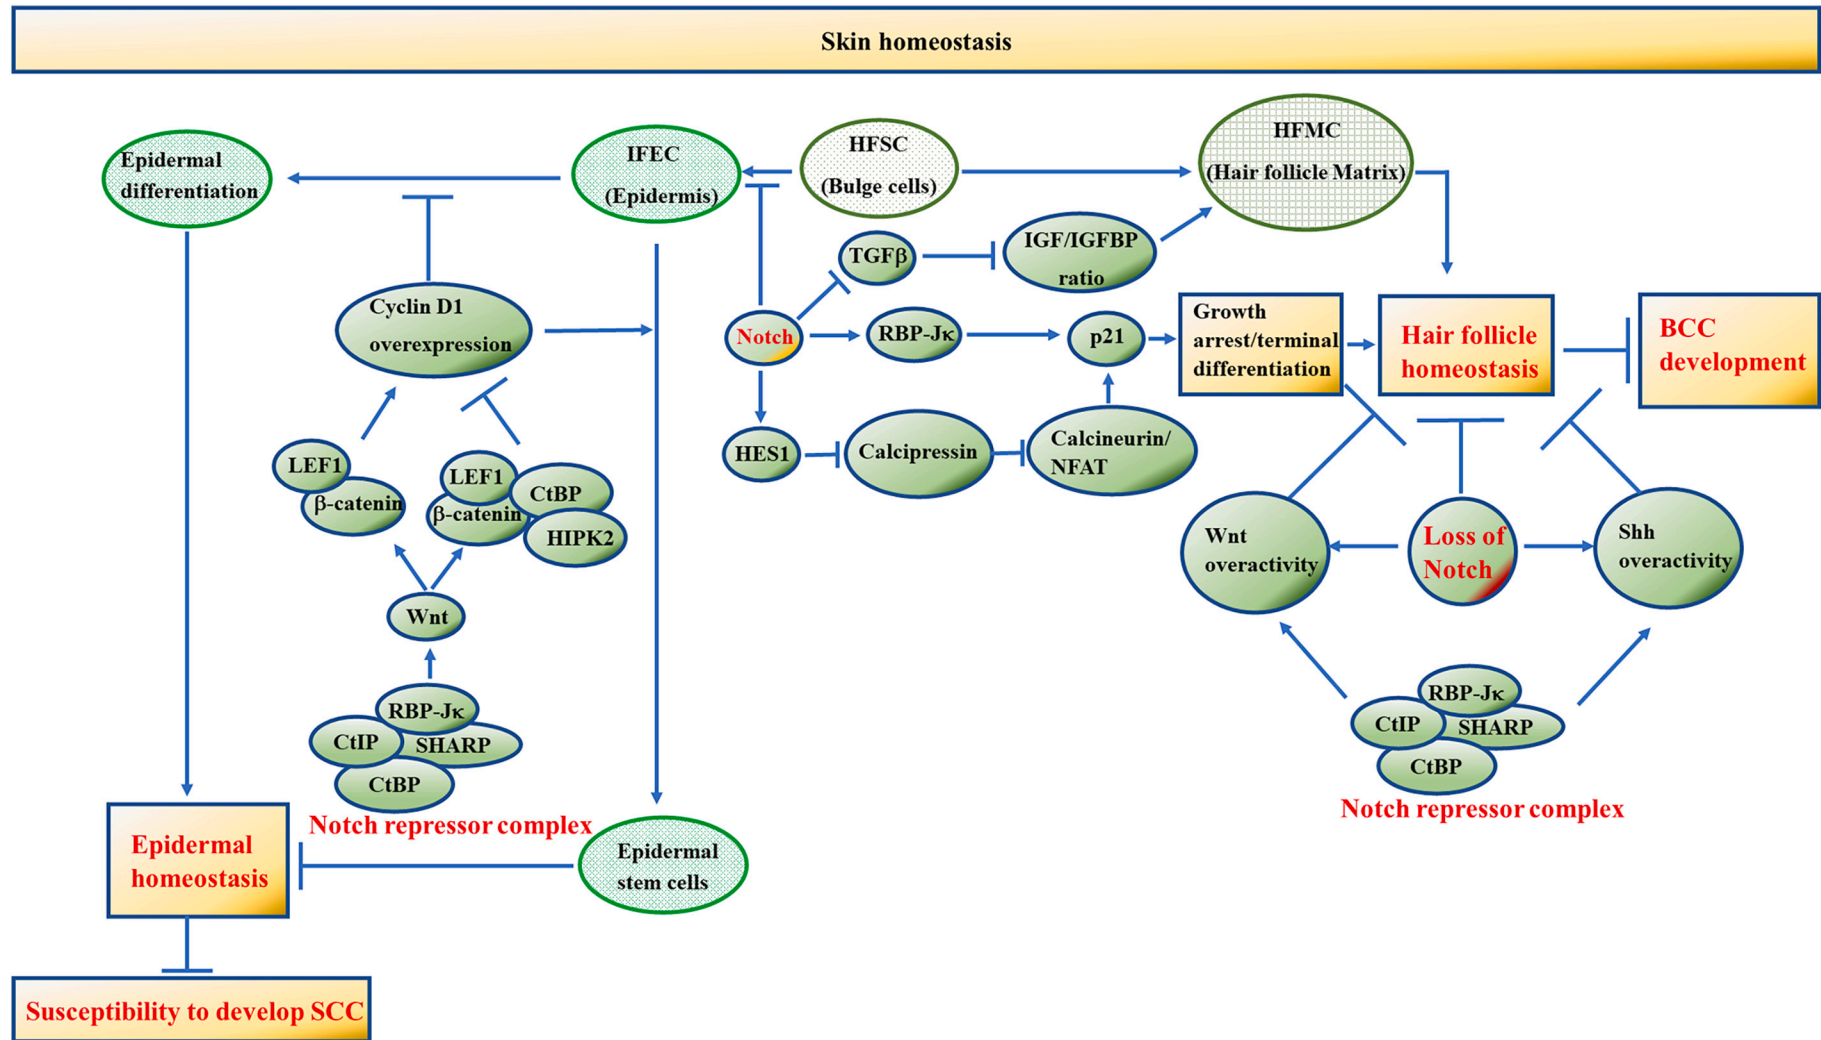 Skin homeostasis
Epidermal
differentiation
IFEC
(Epidermis)
HFSC
(Bulge cells)
HFMC
(Hair follicle Matrix)
TGFβ
IGF/IGFBP
ratio
Cyclin D1
overexpression
Notch
RBP-Jκ
p21
Growth
arrest/terminal
differentiation
Hair follicle
homeostasis
BCC
development
HES1
Calcipressin
Calcineurin/
NFAT
LEF1
β-catenin
LEF1
β-catenin
CtBP
HIPK2
Wnt
Wnt
overactivity
Loss of
Notch
Shh
overactivity
RBP-Jκ
CtIP
SHARP
CtBP
Notch repressor complex
RBP-Jκ
CtIP
SHARP
CtBP
Notch repressor complex
Epidermal
homeostasis
Epidermal
stem cells
Susceptibility to develop SCC